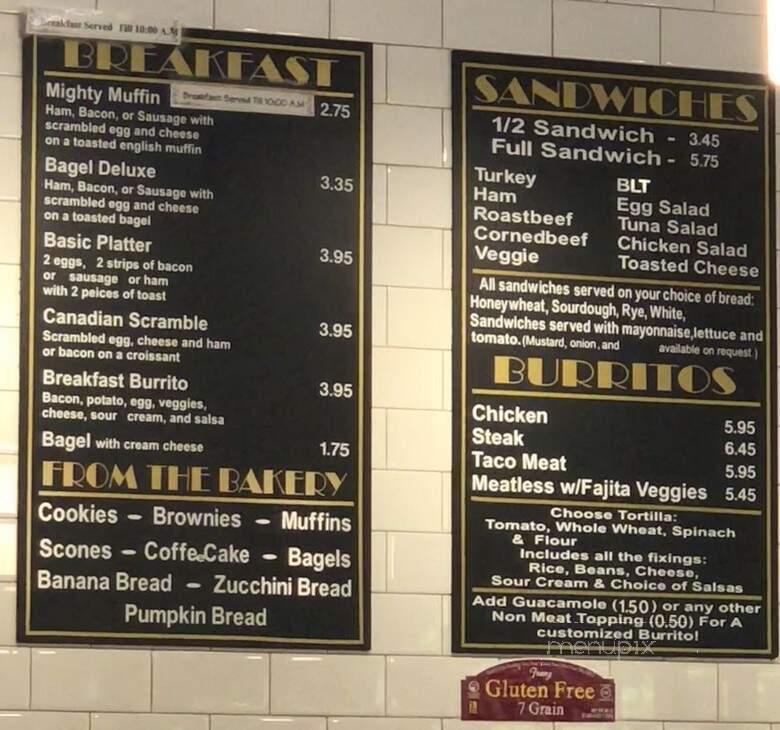 Breakfast Served Till 10:00 A.M
BREAKFAST
Breakfast Served Till 10:00 A.M
Mighty Muffin 2.75
Ham, Bacon, or Sausage with
scrambled egg and cheese
on a toasted english muffin
Bagel Deluxe 3.35
Ham, Bacon, or Sausage with
scrambled egg and cheese
on a toasted bagel
Basic Platter 3.95
2 eggs, 2 strips of bacon
or sausage or ham
with 2 peices of toast
Canadian Scramble 3.95
Scrambled egg, cheese and ham
or bacon on a croissant
Breakfast Burrito 3.95
Bacon, potato, egg, veggies,
cheese, sour cream, and salsa
Bagel with cream cheese 1.75
FROM THE BAKERY
Cookies – Brownies – Muffins
Scones – CoffeeCake – Bagels
Banana Bread – Zucchini Bread
Pumpkin Bread
SANDWICHES
1/2 Sandwich - 3.45
Full Sandwich - 5.75
Turkey BLT
Ham Egg Salad
Roastbeef Tuna Salad
Cornedbeef Chicken Salad
Veggie Toasted Cheese
All sandwiches served on your choice of bread:
Honeywheat, Sourdough, Rye, White,
Sandwiches served with mayonnaise,lettuce and
tomato.(Mustard, onion, and available on request.)
BURRITOS
Chicken 5.95
Steak 6.45
Taco Meat 5.95
Meatless w/Fajita Veggies 5.45
Choose Tortilla:
Tomato, Whole Wheat, Spinach
& Flour
Includes all the fixings:
Rice, Beans, Cheese,
Sour Cream & Choice of Salsas
Add Guacamole (1.50) or any other
Non Meat Topping (0.50) For A
customized Burrito!
menupix
Franz
Gluten Free
7 Grain